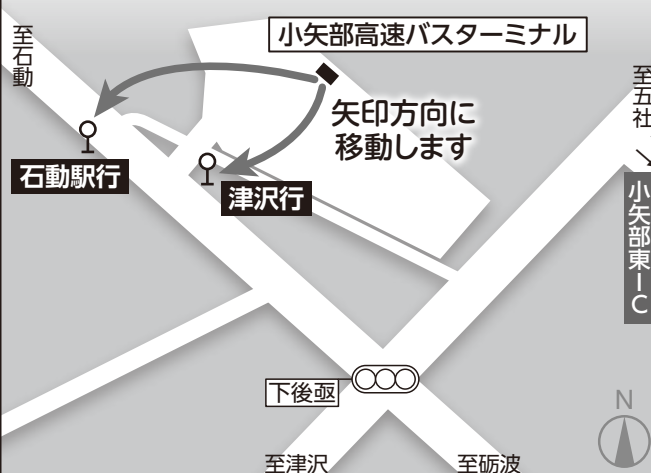 小矢部高速バスターミナル
至石動
矢印方向に
移動します
至五社
石動駅行
津沢行
小矢部東IC
下後亟
N
至津沢
至砺波